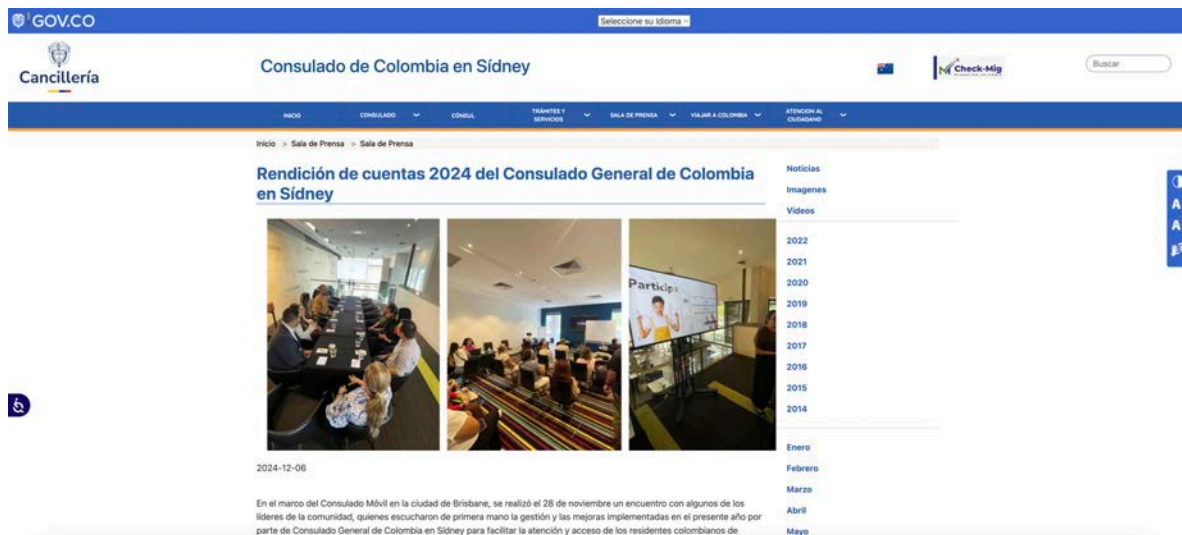 GOV.CO
Seleccione su Idioma
Cancillería
Consulado de Colombia en Sídney
Check-Mig
Buscar
INICIO
CONSULADO
CÓNSUL
TRÁMITES Y SERVICIOS
SALA DE PRENSA
VIAJAR A COLOMBIA
ATENCION AL CIUDADANO
Inicio > Sala de Prensa > Sala de Prensa
Rendición de cuentas 2024 del Consulado General de Colombia
en Sídney
Participa
2024-12-06
En el marco del Consulado Móvil en la ciudad de Brisbane, se realizó el 28 de noviembre un encuentro con algunos de los
líderes de la comunidad, quienes escucharon de primera mano la gestión y las mejoras implementadas en el presente año por
parte de Consulado General de Colombia en Sídney para facilitar la atención y acceso de los residentes colombianos de
Noticias
Imagenes
Videos
2022
2021
2020
2019
2018
2017
2016
2015
2014
Enero
Febrero
Marzo
Abril
Mayo
A
A